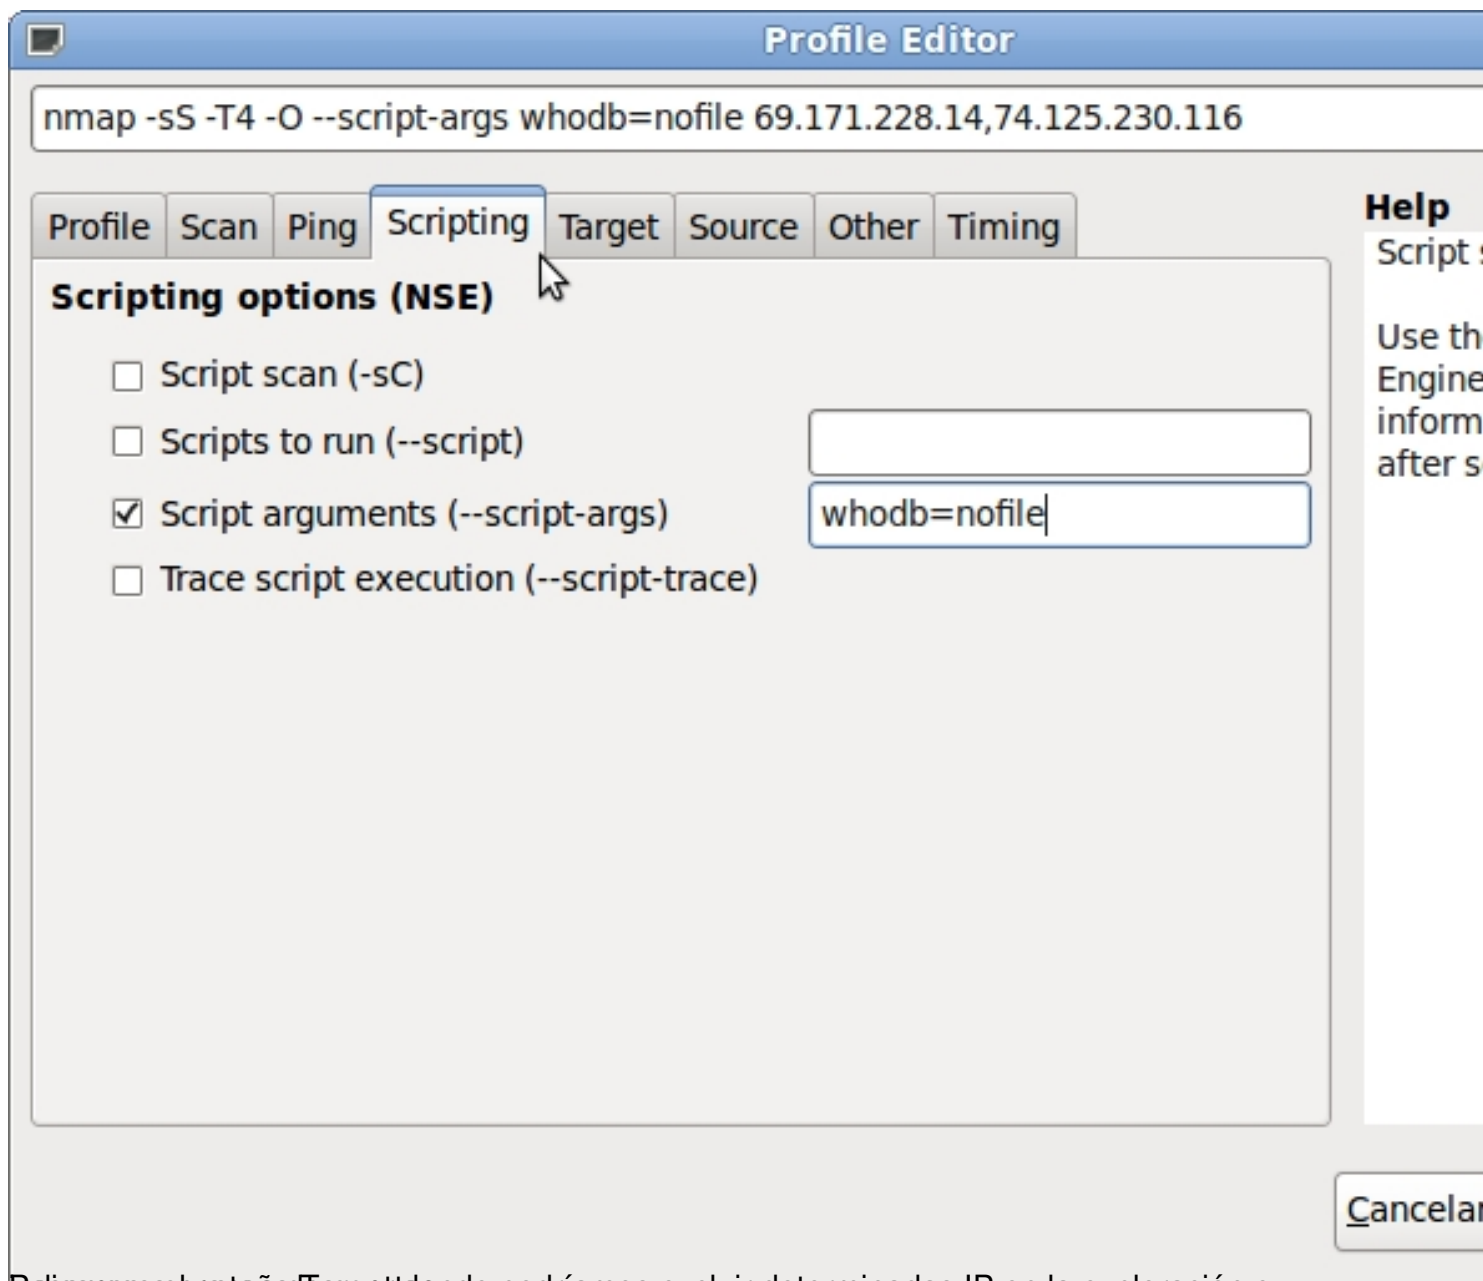 Profile Editor
nmap -sS -T4 -O --script-args whodb=nofile 69.171.228.14,74.125.230.116
Profile Scan Ping Scripting Target Source Other Timing
Help
Script
Scripting options (NSE)
Use
Script scan (-sC)
Engine
Scripts to run (--script)
inform
after s
Script arguments (--script-args) whodb=nofile
Trace script execution (--script-trace)
Cancelar